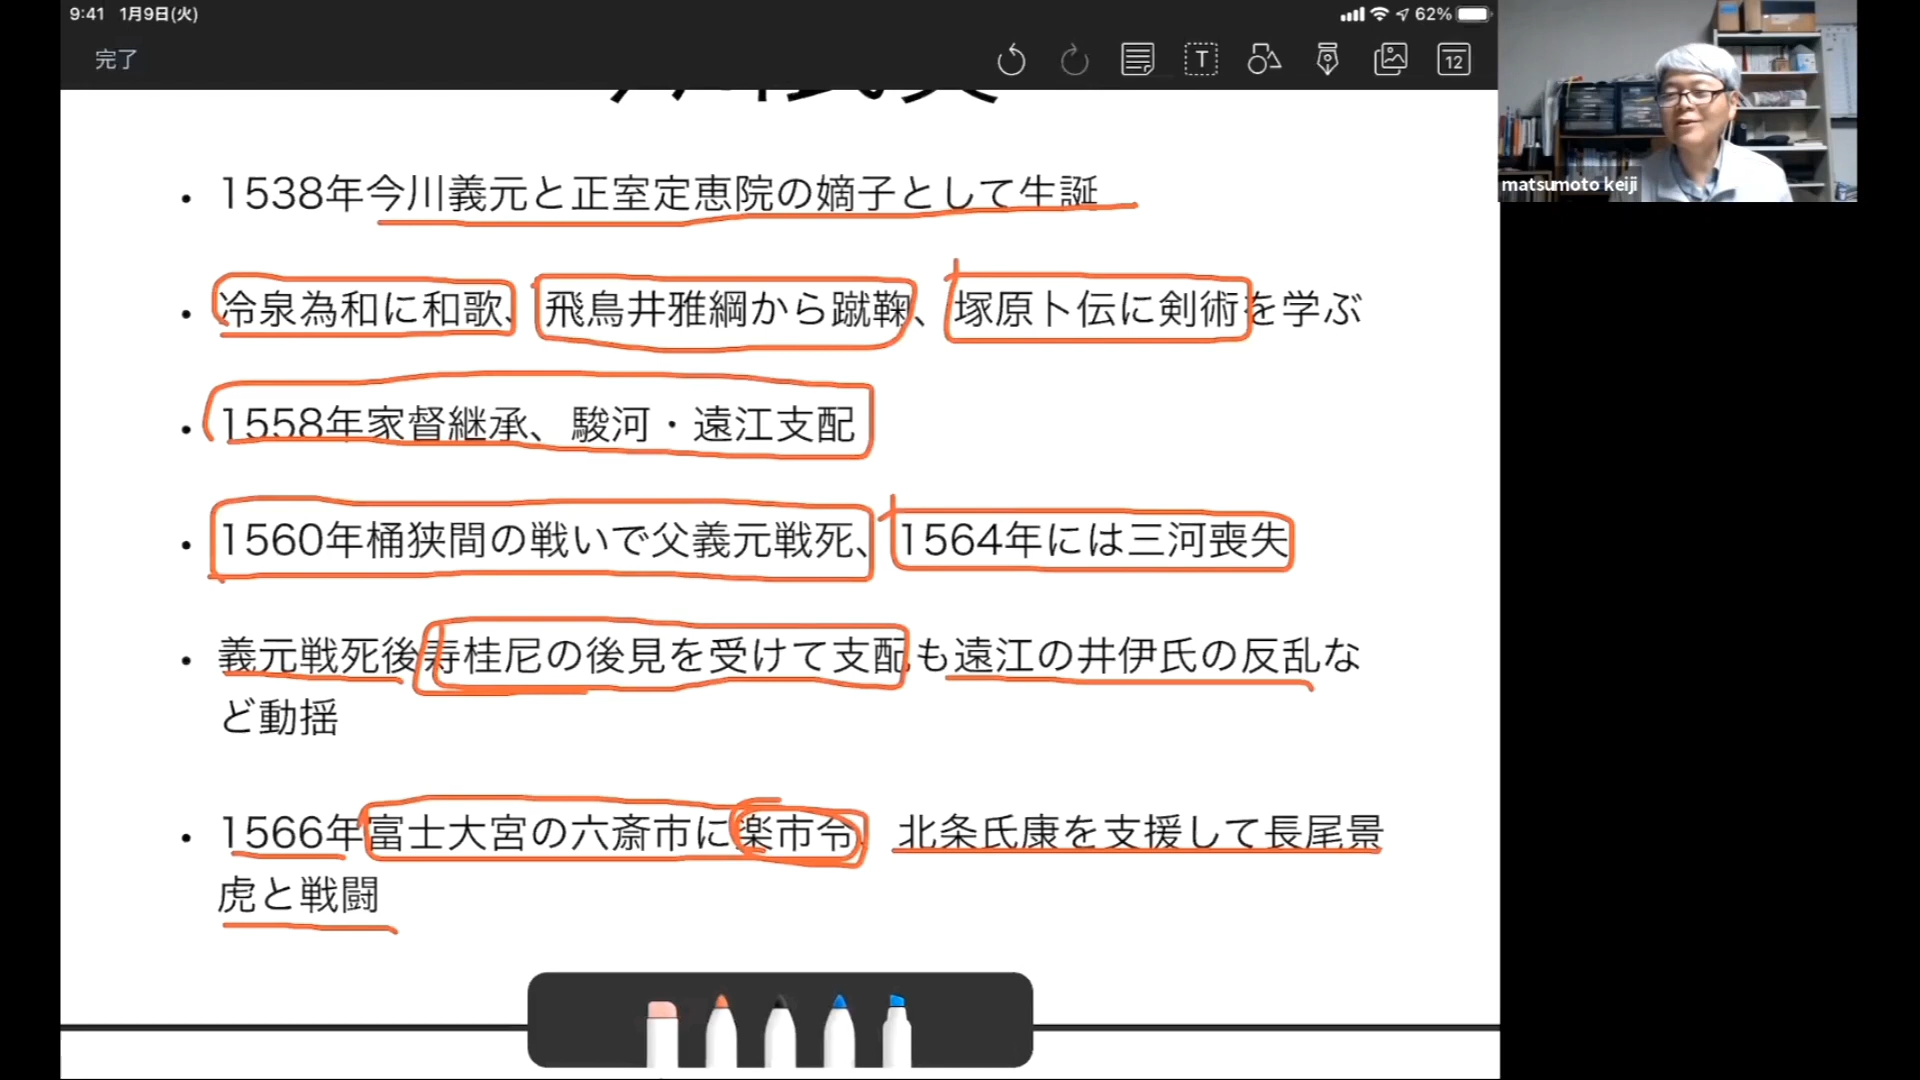 9:41 1月9日(火) 62%
完了 T 12
matsumoto keiji
• 1538年今川義元と正室定恵院の嫡子として生誕
• 冷泉為和に和歌、飛鳥井雅綱から蹴鞠、塚原卜伝に剣術を学ぶ
• 1558年家督継承、駿河・遠江支配
• 1560年桶狭間の戦いで父義元戦死、1564年には三河喪失
• 義元戦死後寿桂尼の後見を受けて支配も遠江の井伊氏の反乱な
ど動揺
• 1566年富士大宮の六斎市に楽市令、北条氏康を支援して長尾景
虎と戦闘